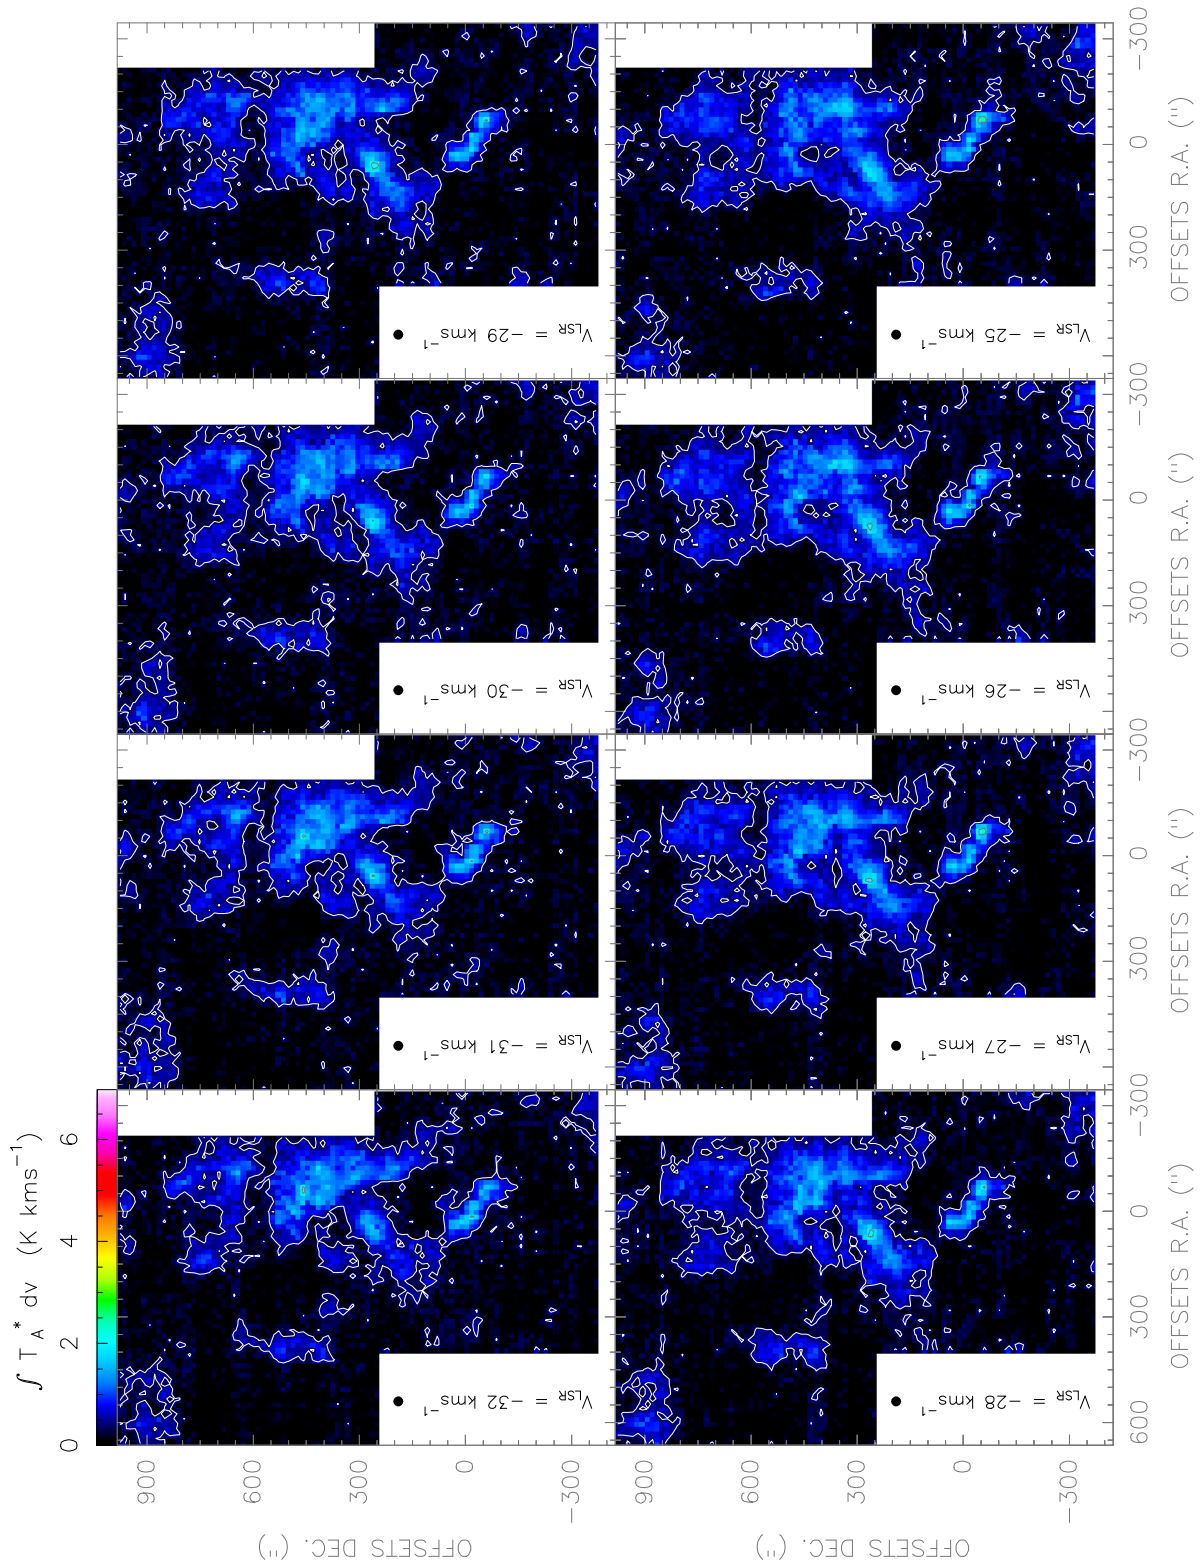 ∫ T_A^* dv (K kms^−1)
0 2 4 6
V_LSR = −32 kms^−1
V_LSR = −31 kms^−1
V_LSR = −30 kms^−1
V_LSR = −29 kms^−1
V_LSR = −28 kms^−1
V_LSR = −27 kms^−1
V_LSR = −26 kms^−1
V_LSR = −25 kms^−1
900 600 300 0 −300
OFFSETS DEC. (")
900 600 300 0 −300
OFFSETS DEC. (")
600 300 0 −300
OFFSETS R.A. (")
300 0 −300
OFFSETS R.A. (")
300 0 −300
OFFSETS R.A. (")
300 0 −300
OFFSETS R.A. (")